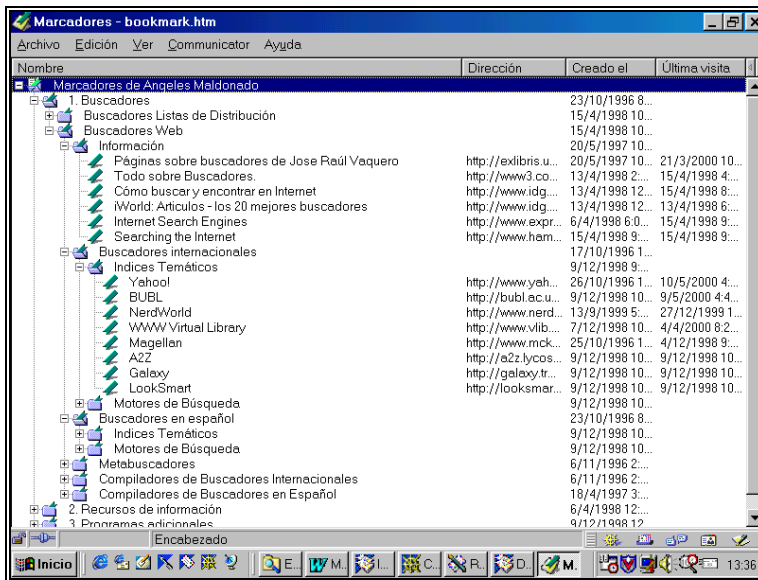 Marcadores - bookmark.htm
Archivo Edición Ver Communicator Ayuda
Nombre Dirección Creado el Última visita
Marcadores de Angeles Maldonado
1. Buscadores 23/10/1996 8...
Buscadores Listas de Distribución 15/4/1998 10...
Buscadores Web 15/4/1998 10...
Información 20/5/1997 10...
Páginas sobre buscadores de Jose Raúl Vaquero http://exlibris.u... 20/5/1997 10... 21/3/2000 10...
Todo sobre Buscadores. http://www3.co... 13/4/1998 2:... 15/4/1998 4:...
Cómo buscar y encontrar en Internet http://www.idg.... 13/4/1998 12... 15/4/1998 8:...
iWorld: Articulos - los 20 mejores buscadores http://www.idg.... 13/4/1998 12... 13/4/1998 6:...
Internet Search Engines http://www.expr... 6/4/1998 6:0... 15/4/1998 9:...
Searching the Internet http://www.ham... 15/4/1998 9:... 15/4/1998 9:...
Buscadores internacionales 17/10/1996 1...
Indices Temáticos 9/12/1998 9:...
Yahoo! http://www.yah... 26/10/1996 1... 10/5/2000 4:...
BUBL http://bubl.ac.u... 9/12/1998 10... 9/5/2000 4:4...
NerdWorld http://www.nerd... 13/9/1999 5:... 27/12/1999 1...
WWW Virtual Library http://www.vlib.... 7/12/1998 10... 4/4/2000 8:2...
Magellan http://www.mck... 25/10/1996 1... 4/12/1998 9:...
A2Z http://a2z.lycos... 9/12/1998 10... 9/12/1998 10...
Galaxy http://galaxy.tr... 9/12/1998 10... 9/12/1998 10...
LookSmart http://looksmar... 9/12/1998 10... 9/12/1998 10...
Motores de Búsqueda 9/12/1998 10...
Buscadores en español 23/10/1996 8...
Indices Temáticos 9/12/1998 10...
Motores de Búsqueda 9/12/1998 10...
Metabuscadores 6/11/1996 2:...
Compiladores de Buscadores Internacionales 6/11/1996 2:...
Compiladores de Buscadores en Español 18/4/1997 3:...
2. Recursos de información 6/4/1998 12:...
3. Programas adicionales 9/12/1998 12...
Encabezado
Inicio E... M... I... C... R... D... M. 13:36